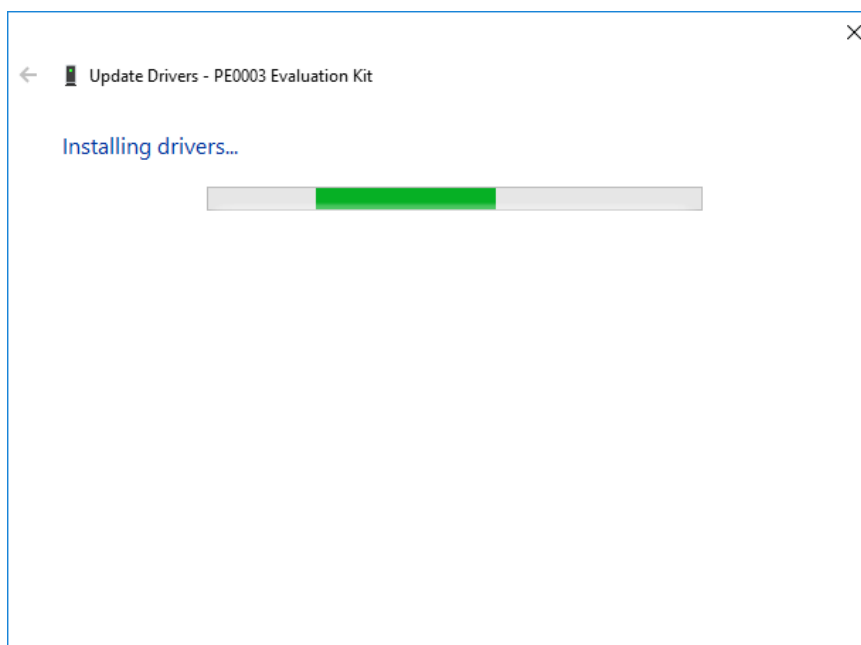 Update Drivers - PE0003 Evaluation Kit
Installing drivers...